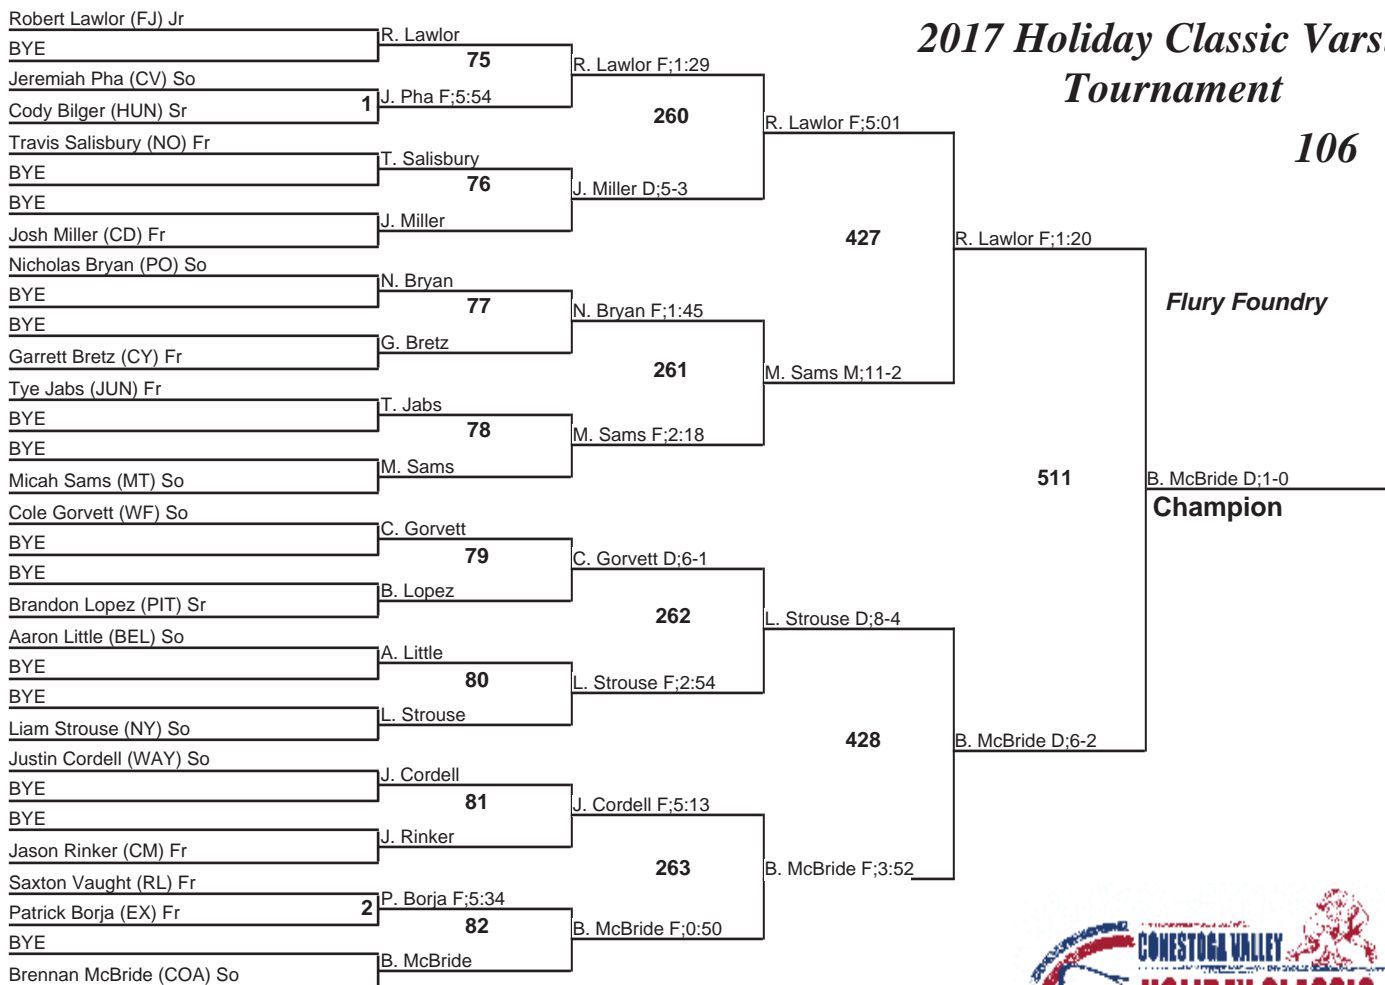 2017 Holiday Classic Vars
Tournament
106
Robert Lawlor (FJ) Jr
BYE
Jeremiah Pha (CV) So
Cody Bilger (HUN) Sr
Travis Salisbury (NO) Fr
BYE
BYE
Josh Miller (CD) Fr
Nicholas Bryan (PO) So
BYE
BYE
Garrett Bretz (CY) Fr
Tye Jabs (JUN) Fr
BYE
BYE
Micah Sams (MT) So
Cole Gorvett (WF) So
BYE
BYE
Brandon Lopez (PIT) Sr
Aaron Little (BEL) So
BYE
BYE
Liam Strouse (NY) So
Justin Cordell (WAY) So
BYE
BYE
Jason Rinker (CM) Fr
Saxton Vaught (RL) Fr
Patrick Borja (EX) Fr
BYE
Brennan McBride (COA) So
1
2
R. Lawlor
75
J. Pha F;5:54
T. Salisbury
76
J. Miller
N. Bryan
77
G. Bretz
T. Jabs
78
M. Sams
C. Gorvett
79
B. Lopez
A. Little
80
L. Strouse
J. Cordell
81
J. Rinker
P. Borja F;5:34
82
B. McBride
R. Lawlor F;1:29
260
J. Miller D;5-3
N. Bryan F;1:45
261
M. Sams F;2:18
C. Gorvett D;6-1
262
L. Strouse F;2:54
J. Cordell F;5:13
263
B. McBride F;0:50
R. Lawlor F;5:01
427
M. Sams M;11-2
L. Strouse D;8-4
428
B. McBride F;3:52
R. Lawlor F;1:20
511
B. McBride D;6-2
Flury Foundry
B. McBride D;1-0
Champion
CONESTOGA VALLEY
HOLIDAY CLASSIC